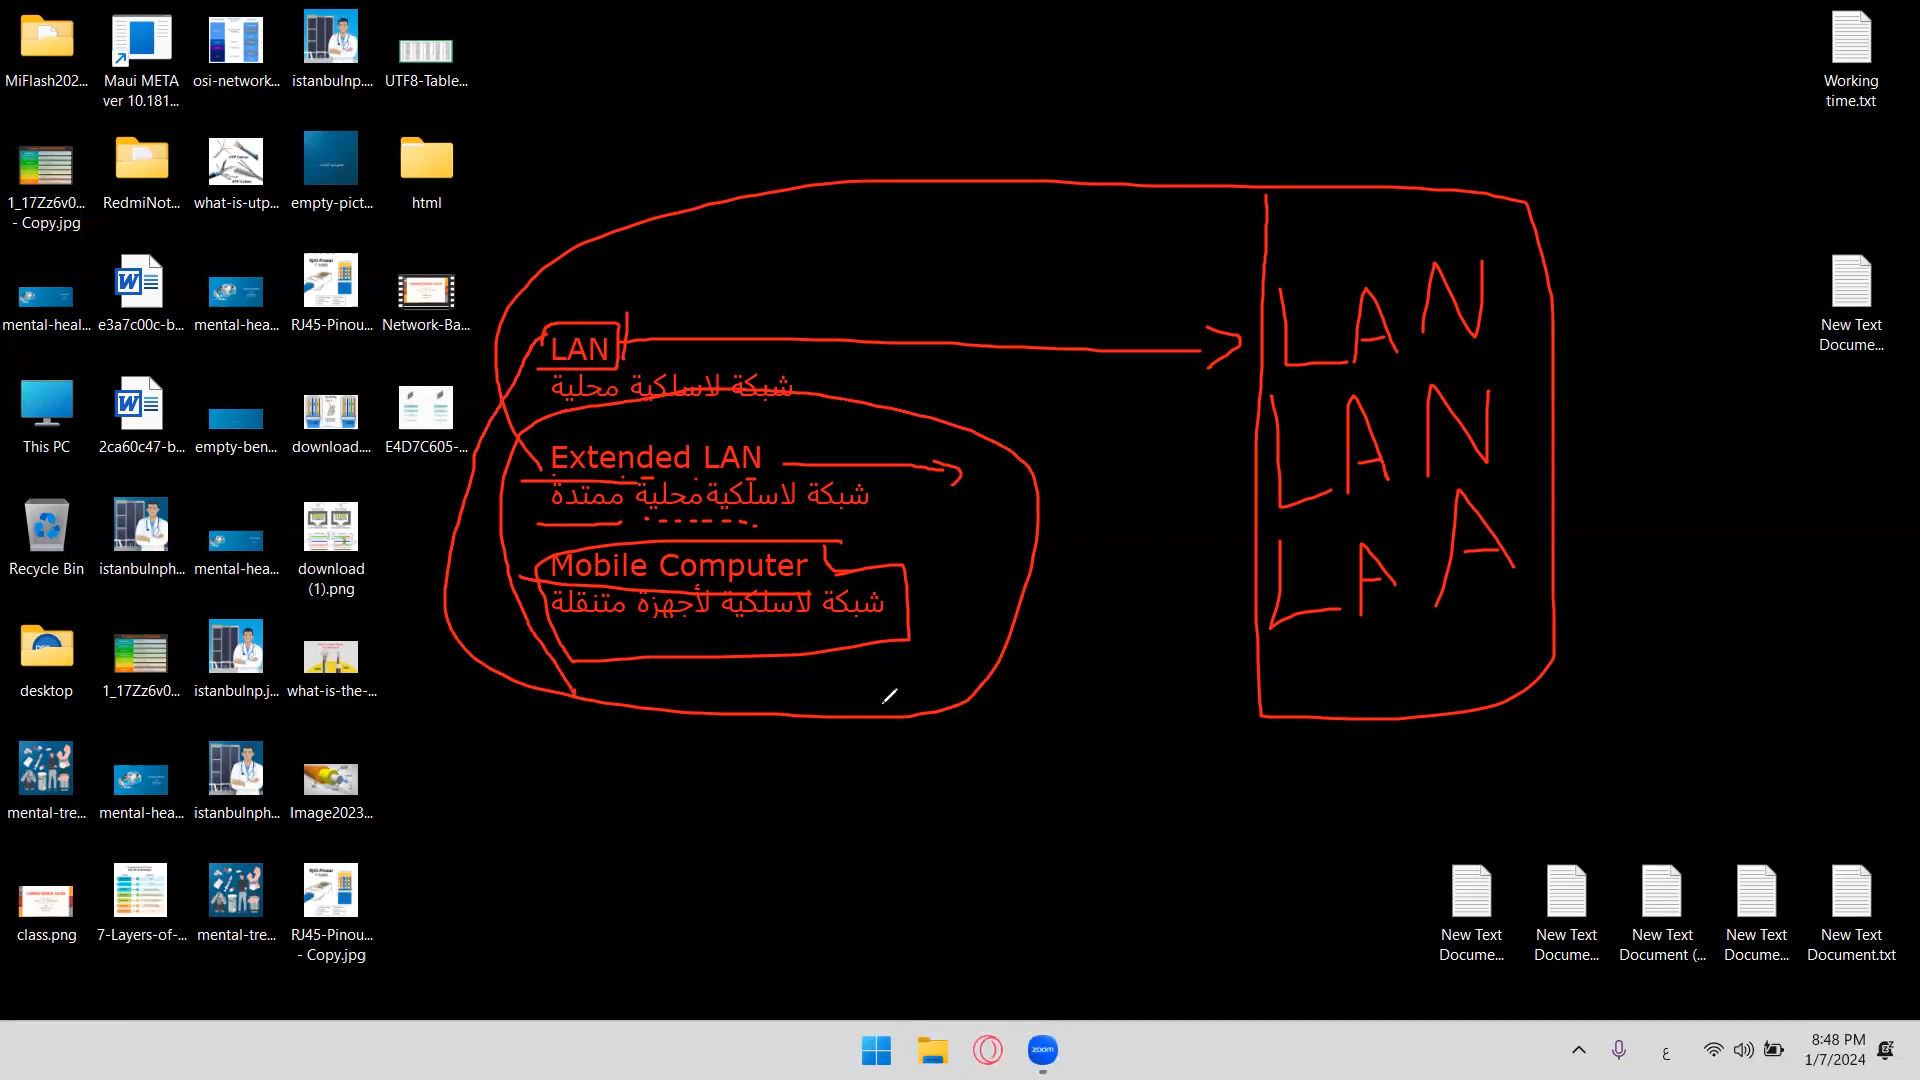 MiFlash202...
Maui META
ver 10.181...
osi-network...
istanbulnp....
UTF8-Table...
Working
time.txt
1_17Zz6v0...
- Copy.jpg
RedmiNot...
what-is-utp...
empty-pict...
html
mental-heal...
e3a7c00c-b...
mental-hea...
RJ45-Pinou...
Network-Ba...
New Text
Docume...
LAN
شبكة لاسلكية محلية
Extended LAN
شبكة لاسلكية محلية ممتدة
Mobile Computer
شبكة لاسلكية لأجهزة متنقلة
LAN
LAN
LAA
This PC
2ca60c47-b...
empty-ben...
download....
E4D7C605-...
Recycle Bin
istanbulnph...
mental-hea...
download
(1).png
desktop
1_17Zz6v0...
istanbulnp.j...
what-is-the-...
mental-tre...
mental-hea...
istanbulnph...
Image2023...
class.png
7-Layers-of-...
mental-tre...
RJ45-Pinou...
- Copy.jpg
New Text
Docume...
New Text
Docume...
New Text
Document (...
New Text
Docume...
New Text
Document.txt
zoom
ع
8:48 PM
1/7/2024